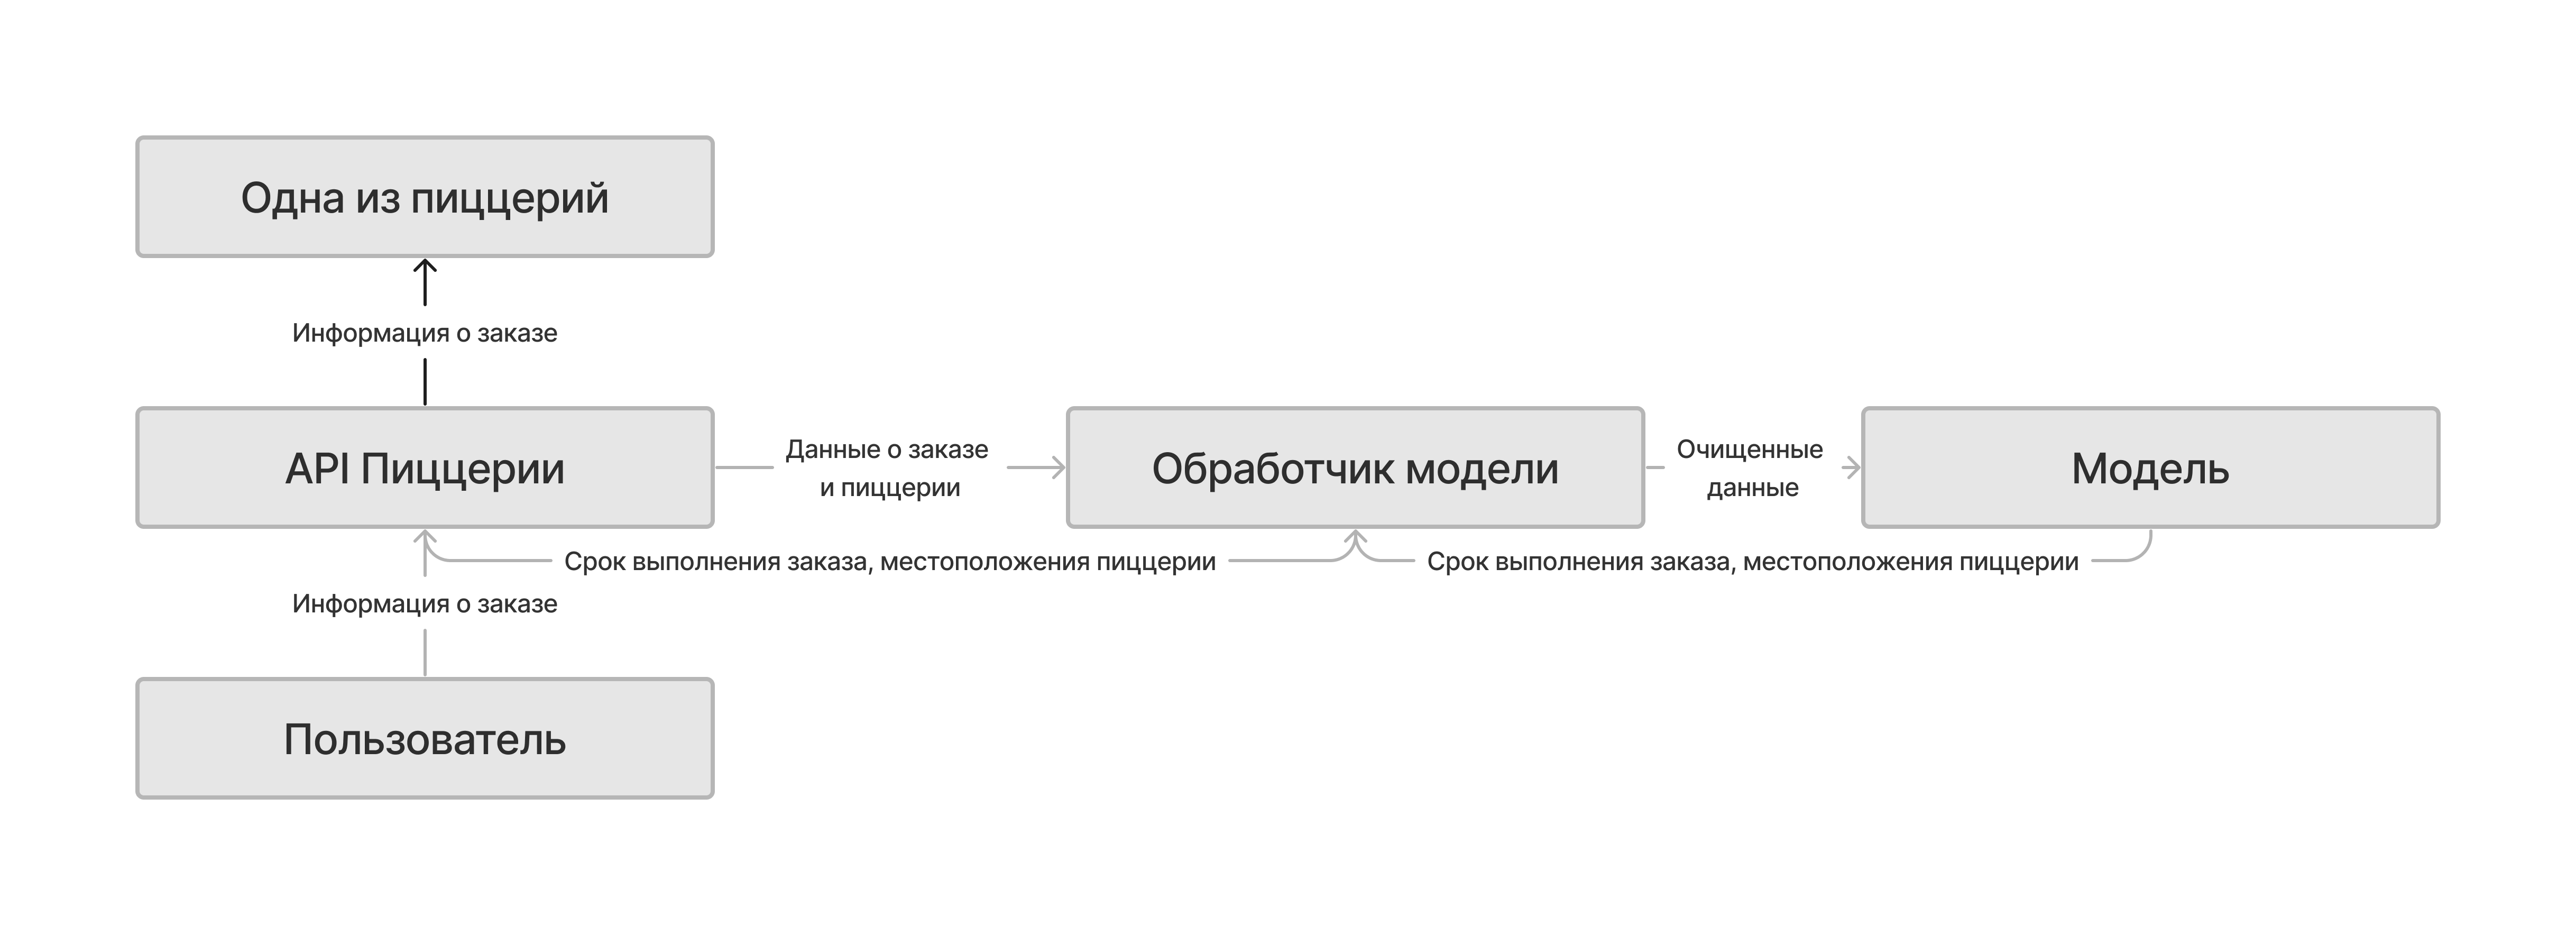 Одна из пиццерий
Информация о заказе
API Пиццерии
Данные о заказе
и пиццерии
Обработчик модели
Очищенные
данные
Модель
Срок выполнения заказа, местоположения пиццерии
Срок выполнения заказа, местоположения пиццерии
Информация о заказе
Пользователь